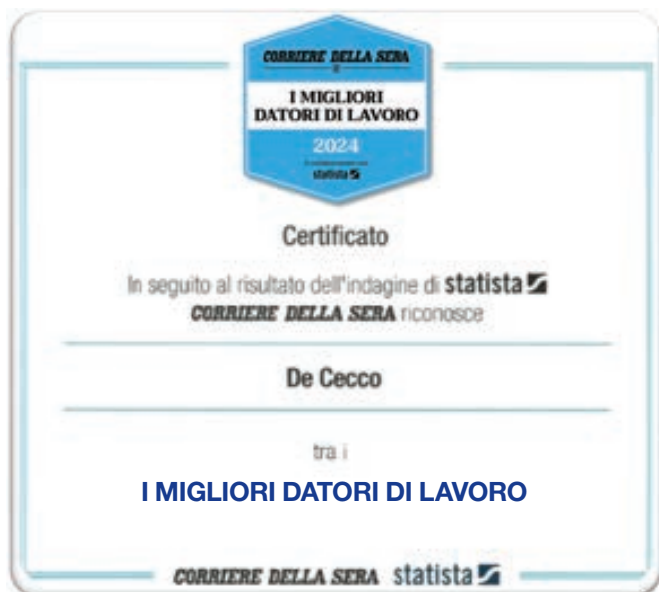 CORRIERE DELLA SERA
I MIGLIORI
DATORI DI LAVORO
2024
statista
Certificato
In seguito al risultato dell'indagine di statista
CORRIERE DELLA SERA riconosce
De Cecco
tra i
I MIGLIORI DATORI DI LAVORO
CORRIERE DELLA SERA statista